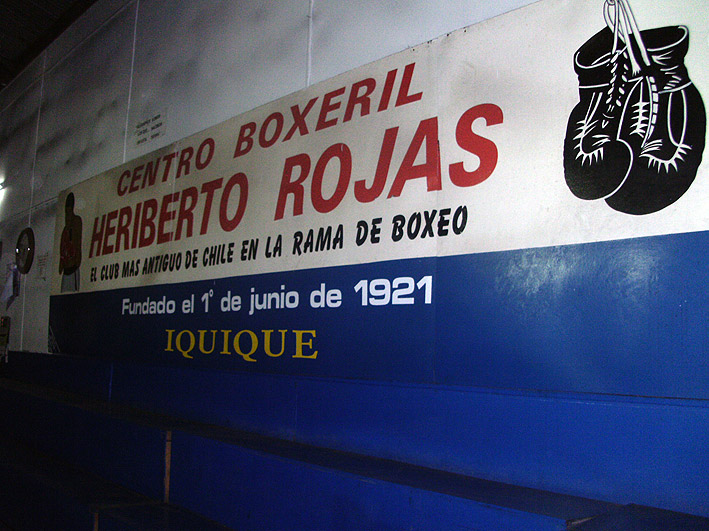 CENTRO BOXERIL
HERIBERTO ROJAS
EL CLUB MAS ANTIGUO DE CHILE EN LA RAMA DE BOXEO
Fundado el 1° de junio de 1921
IQUIQUE